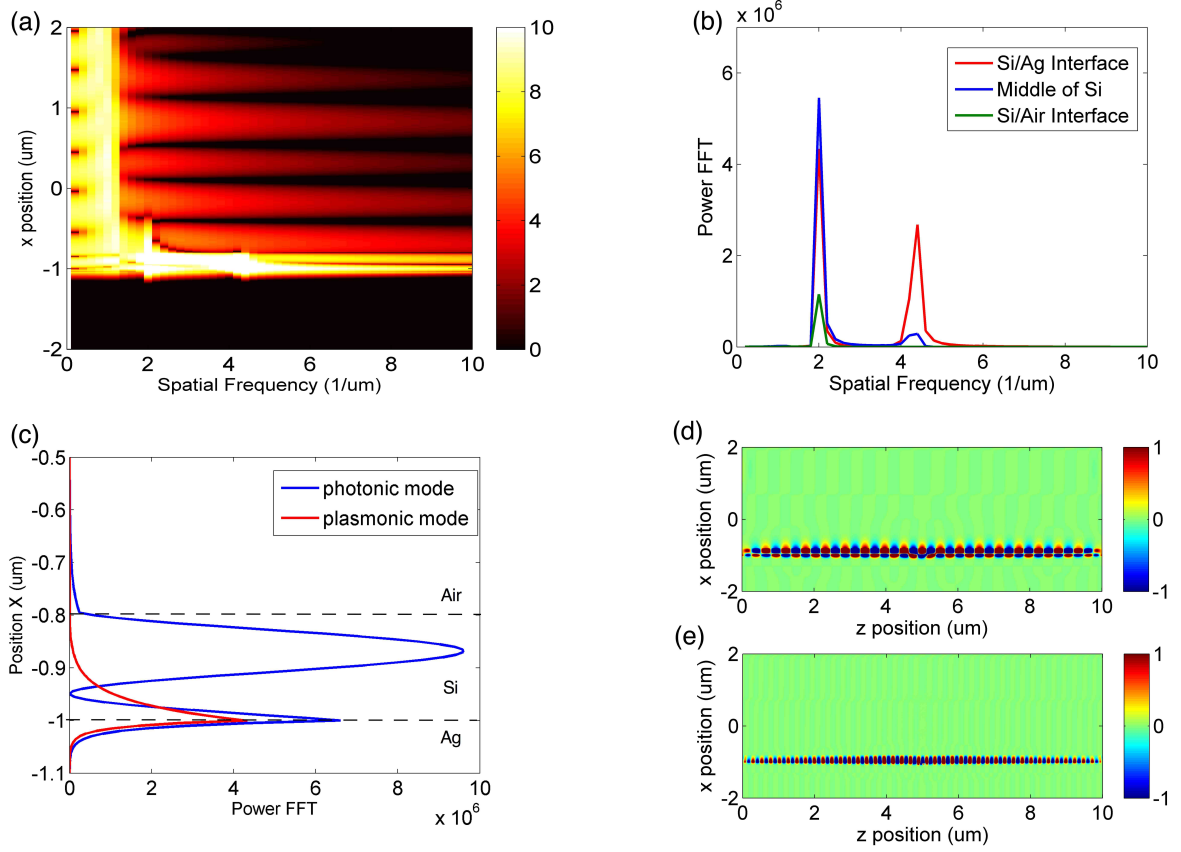 (a)
2
1
0
-1
-2
x position (um)
0 2 4 6 8 10
Spatial Frequency (1/um)
10
8
6
4
2
0
(b)
x 10^6
6
4
2
0
Power FFT
0 2 4 6 8 10
Spatial Frequency (1/um)
Si/Ag Interface
Middle of Si
Si/Air Interface
(c)
-0.5
-0.6
-0.7
-0.8
-0.9
-1
-1.1
Position X (um)
photonic mode
plasmonic mode
Air
Si
Ag
0 2 4 6 8 10
Power FFT
x 10^6
(d)
2
0
-2
x position (um)
0 2 4 6 8 10
z position (um)
1
0
-1
(e)
2
0
-2
x position (um)
0 2 4 6 8 10
z position (um)
1
0
-1